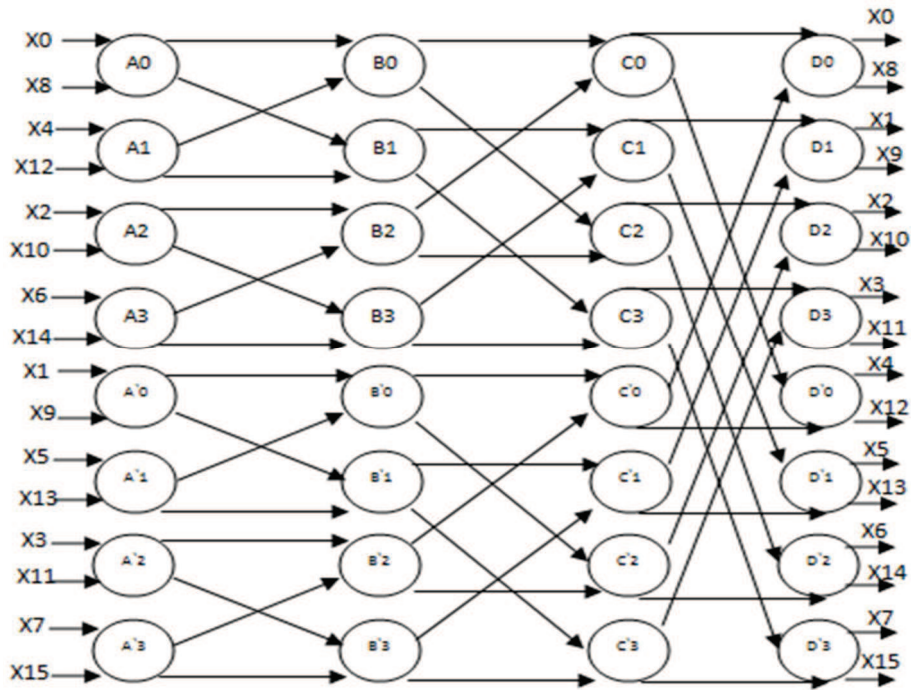 X0 A0 B0 C0 D0 X0
X8 X8
X4 A1 B1 C1 D1 X1
X12 X9
X2 A2 B2 C2 D2 X2
X10 X10
X6 A3 B3 C3 D3 X3
X14 X11
X1 A`0 B`0 C`0 D`0 X4
X9 X12
X5 A`1 B`1 C`1 D`1 X5
X13 X13
X3 A`2 B`2 C`2 D`2 X6
X11 X14
X7 A`3 B`3 C`3 D`3 X7
X15 X15